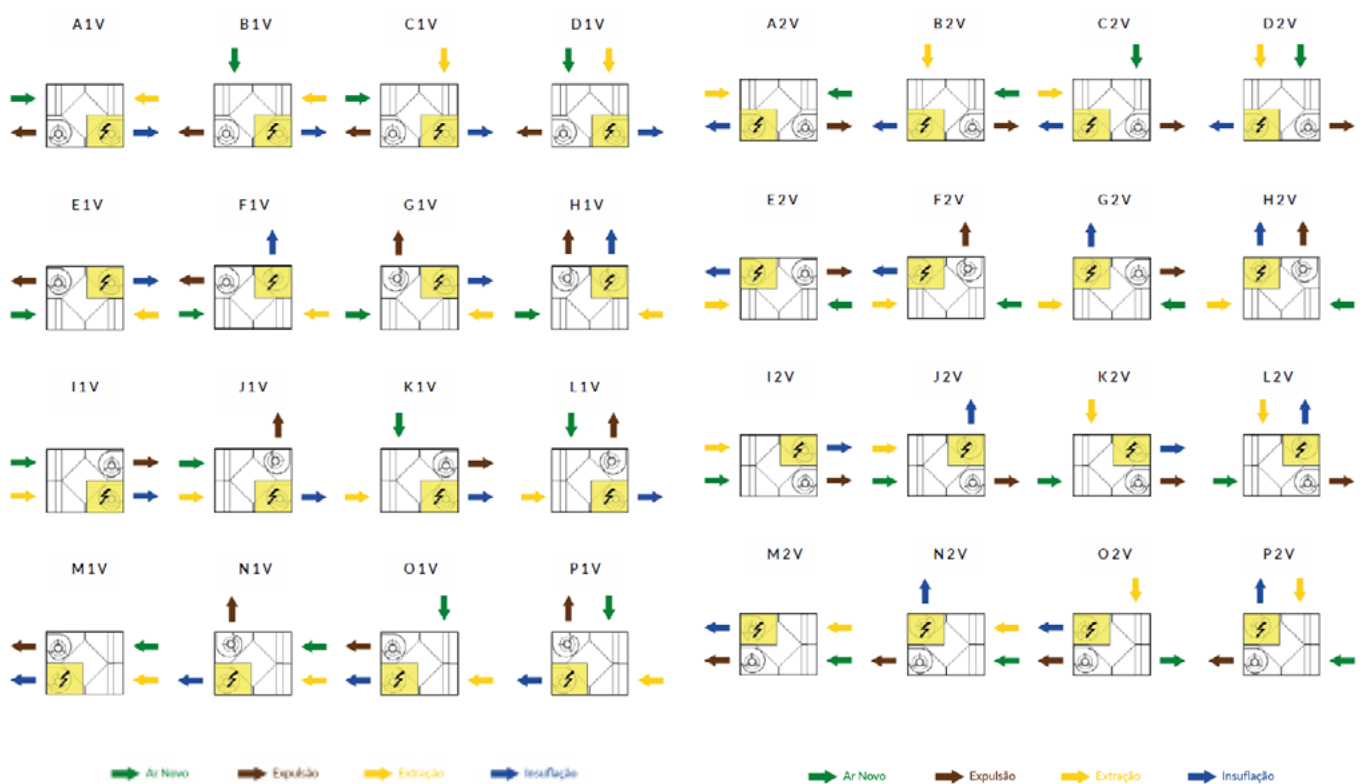 A1V B1V C1V D1V A2V B2V C2V D2V
E1V F1V G1V H1V E2V F2V G2V H2V
I1V J1V K1V L1V I2V J2V K2V L2V
M1V N1V O1V P1V M2V N2V O2V P2V
Ar Novo Expulsão Extração Insuflação Ar Novo Expulsão Extração Insuflação